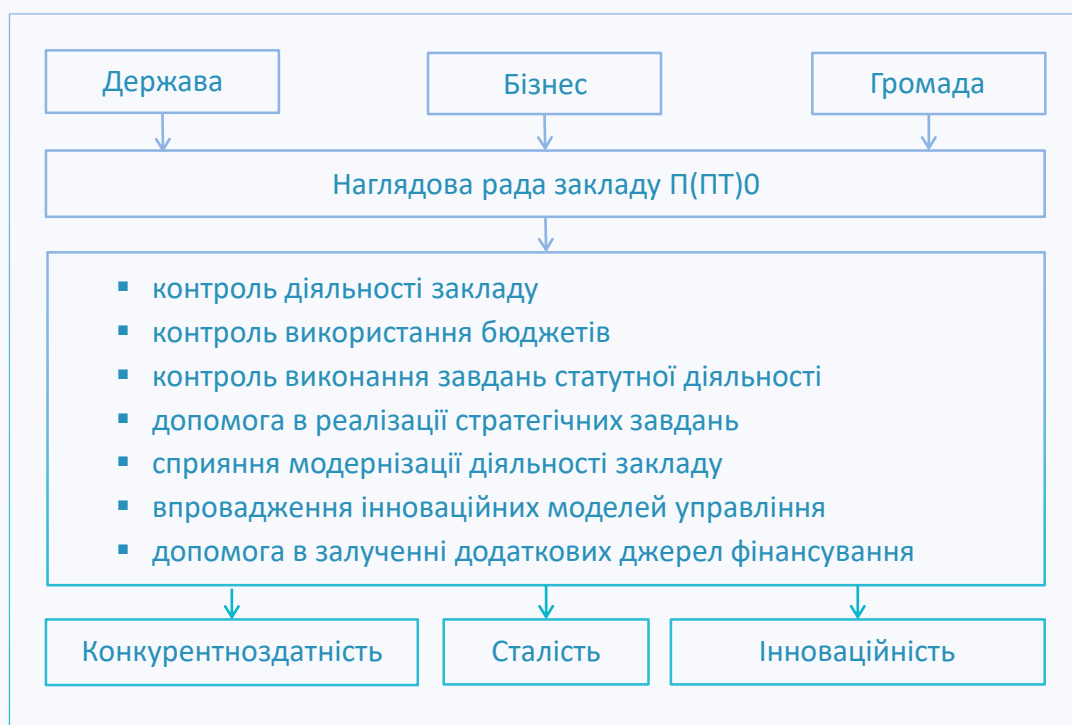 Держава
Бізнес
Громада
Наглядова рада закладу П(ПТ)0
▪ контроль діяльності закладу
▪ контроль використання бюджетів
▪ контроль виконання завдань статутної діяльності
▪ допомога в реалізації стратегічних завдань
▪ сприяння модернізації діяльності закладу
▪ впровадження інноваційних моделей управління
▪ допомога в залученні додаткових джерел фінансування
Конкурентноздатність
Сталість
Інноваційність